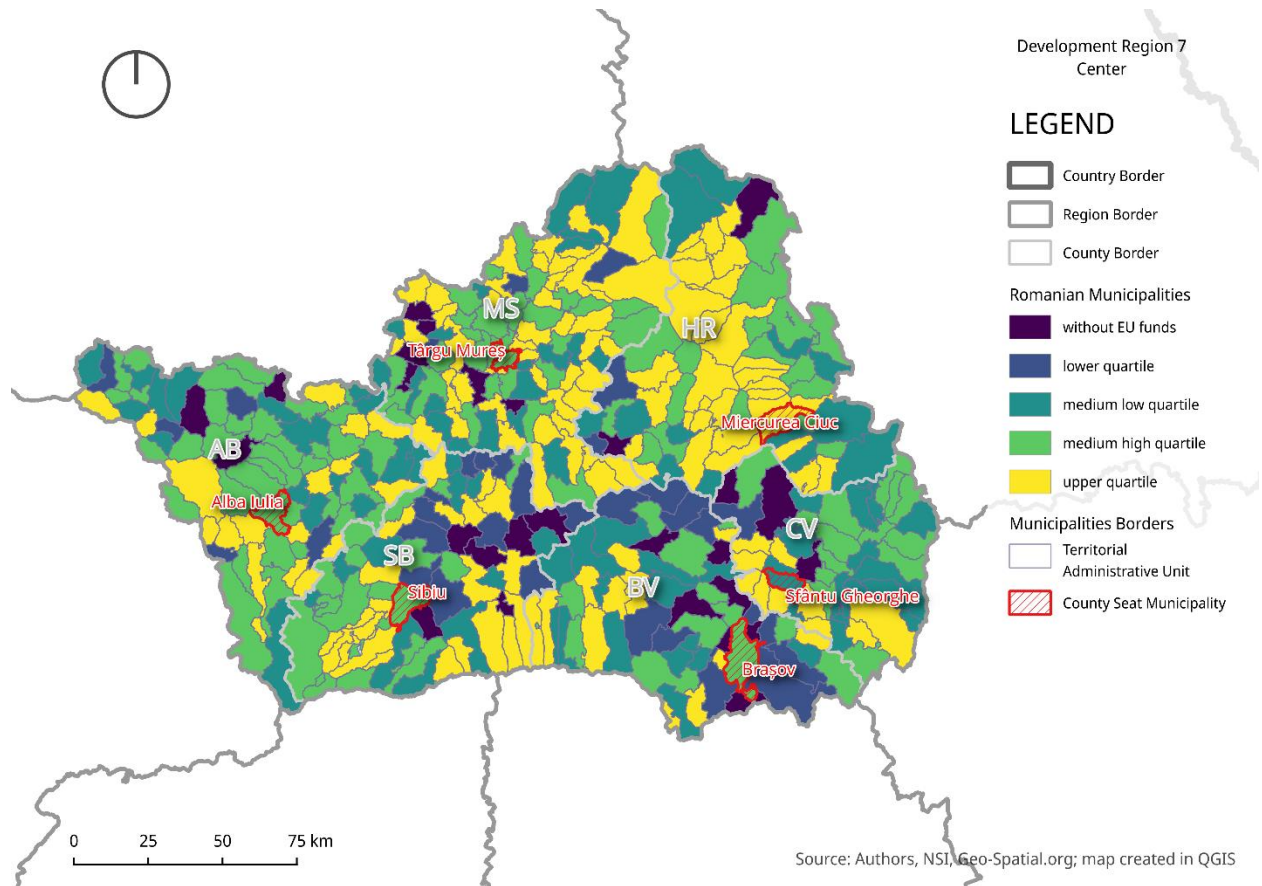 Development Region 7
Center
LEGEND
Country Border
Region Border
County Border
Romanian Municipalities
without EU funds
lower quartile
medium low quartile
medium high quartile
upper quartile
Municipalities Borders
Territorial
Administrative Unit
County Seat Municipality
MS
HR
Târgu Mureș
Miercurea Ciuc
AB
Alba Iulia
CV
SB
BV
Sibiu
Sfântu Gheorghe
Brașov
0 25 50 75 km
Source: Authors, NSI, Geo-Spatial.org; map created in QGIS